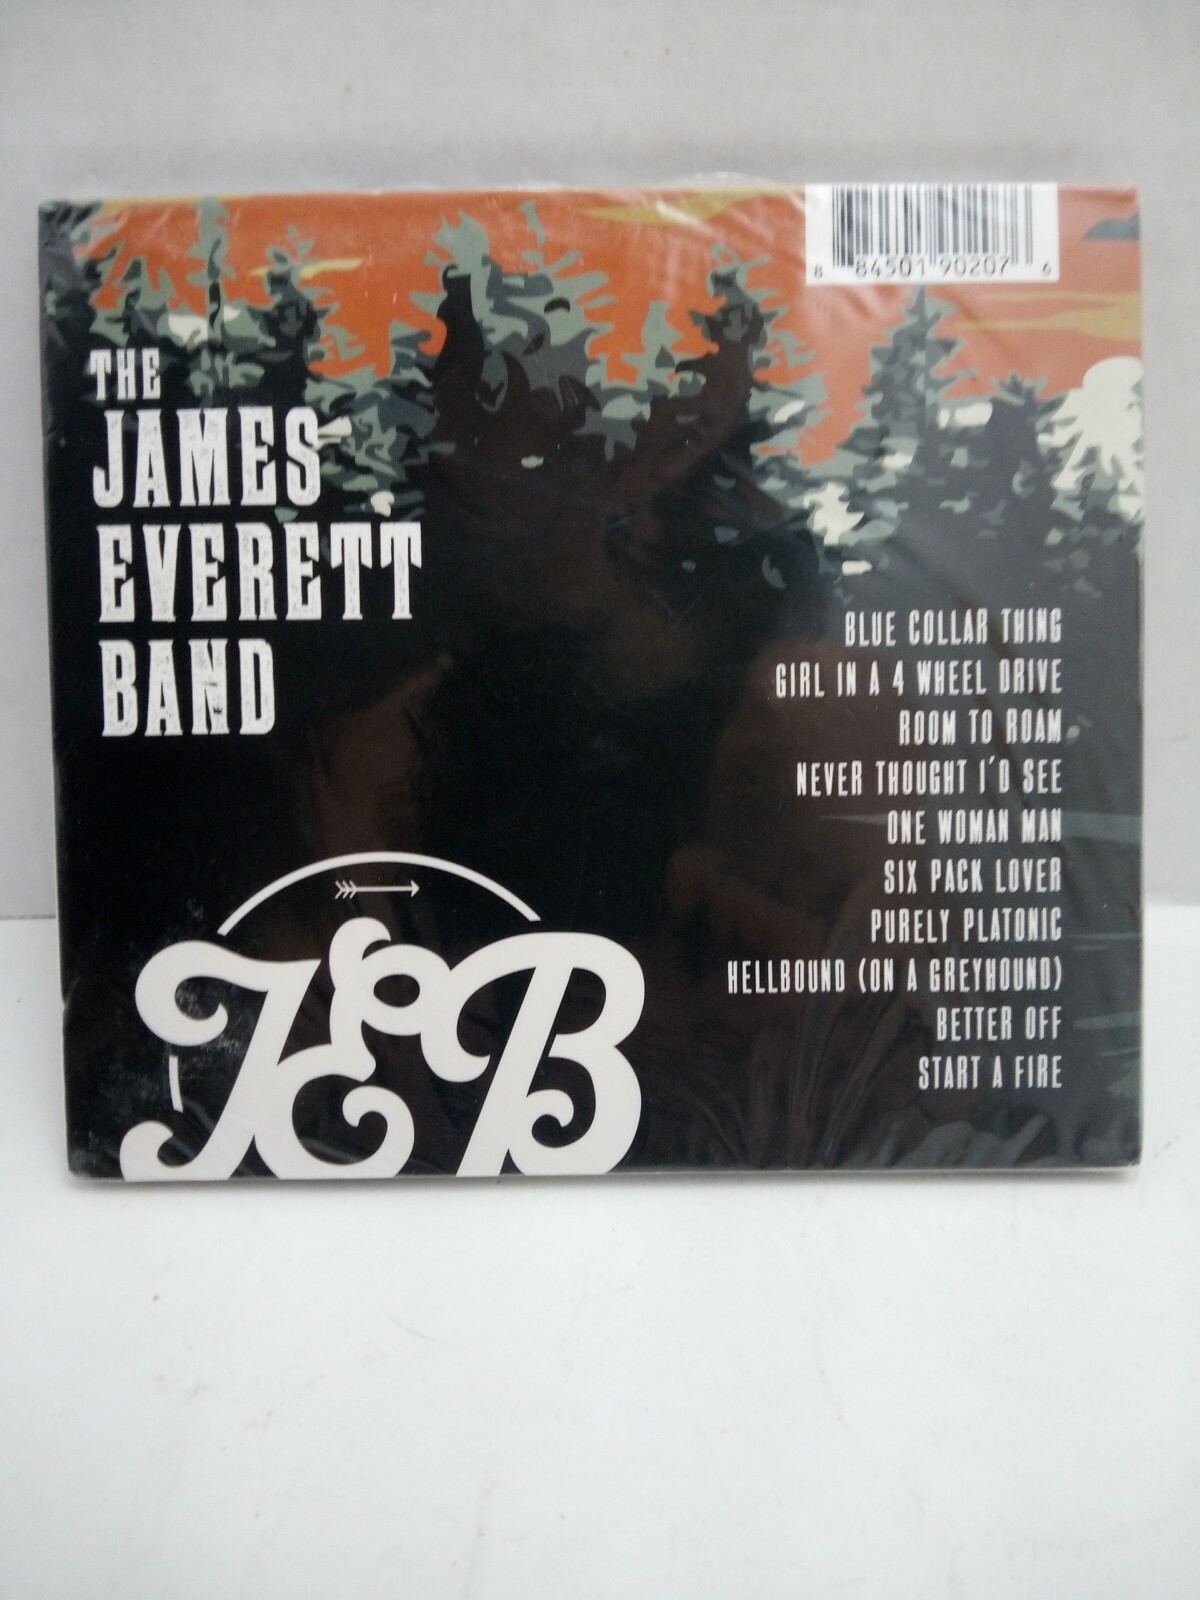 8 84501 90207 6
THE
JAMES
EVERETT
BAND
BLUE COLLAR THING
GIRL IN A 4 WHEEL DRIVE
ROOM TO ROAM
NEVER THOUGHT I'D SEE
ONE WOMAN MAN
SIX PACK LOVER
PURELY PLATONIC
HELLBOUND (ON A GREYHOUND)
BETTER OFF
START A FIRE
JEB